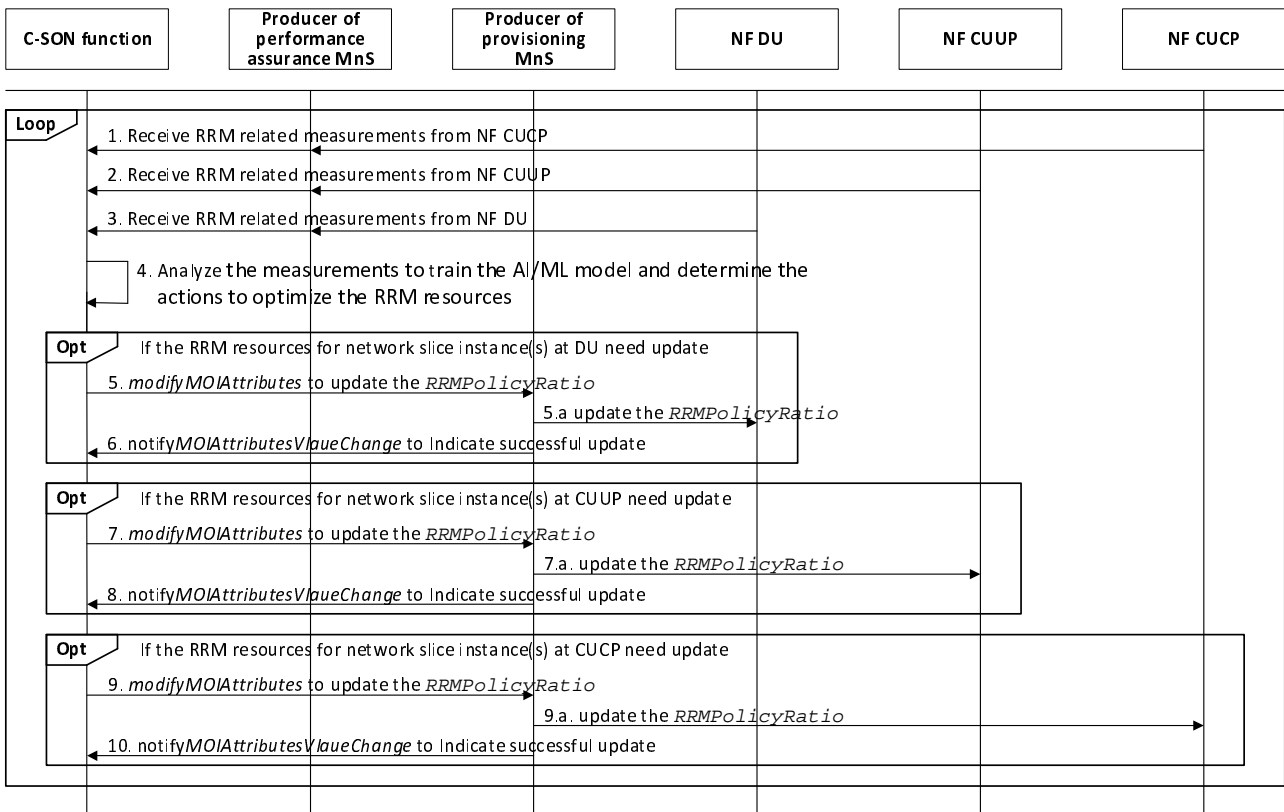 C-SON function
Producer of
performance
assurance MnS
Producer of
provisioning
MnS
NF DU
NF CUUP
NF CUCP
Loop
1. Receive RRM related measurements from NF CUCP
2. Receive RRM related measurements from NF CUUP
3. Receive RRM related measurements from NF DU
4. Analyze the measurements to train the AI/ML model and determine the
actions to optimize the RRM resources
Opt
If the RRM resources for network slice instance(s) at DU need update
5. modifyMOIAttributes to update the RRMPolicyRatio
5.a update the RRMPolicyRatio
6. notifyMOIAttributesVlaueChange to Indicate successful update
Opt
If the RRM resources for network slice instance(s) at CUUP need update
7. modifyMOIAttributes to update the RRMPolicyRatio
7.a. update the RRMPolicyRatio
8. notifyMOIAttributesVlaueChange to Indicate successful update
Opt
If the RRM resources for network slice instance(s) at CUCP need update
9. modifyMOIAttributes to update the RRMPolicyRatio
9.a. update the RRMPolicyRatio
10. notifyMOIAttributesVlaueChange to Indicate successful update